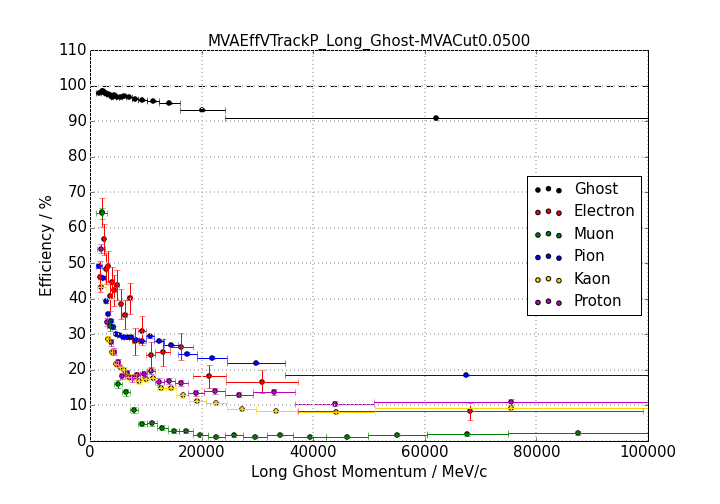 MVAEffVTrackP_Long_Ghost-MVACut0.0500
110
100
90
80
70
60
50
40
30
20
10
0
Efficiency / %
Ghost
Electron
Muon
Pion
Kaon
Proton
0 20000 40000 60000 80000 100000
Long Ghost Momentum / MeV/c